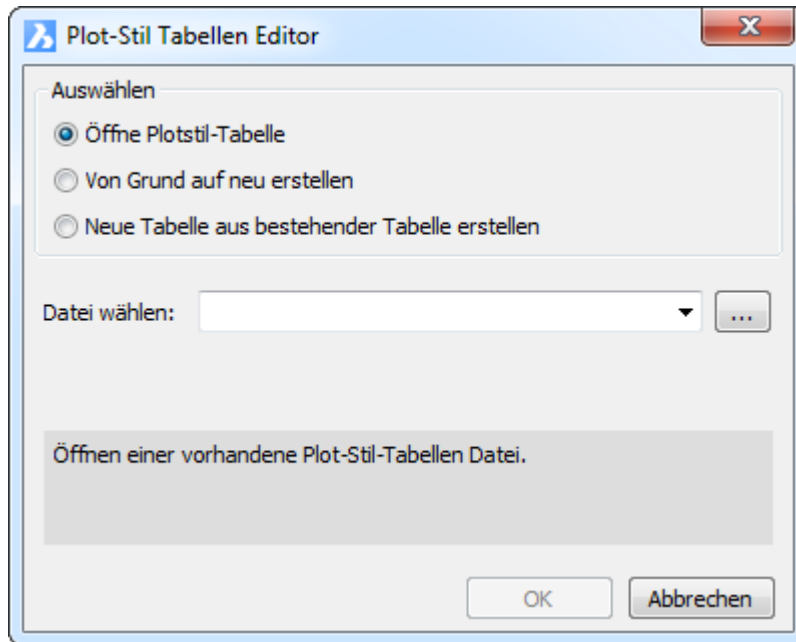 Plot-Stil Tabellen Editor
Auswählen
Öffne Plotstil-Tabelle
Von Grund auf neu erstellen
Neue Tabelle aus bestehender Tabelle erstellen
Datei wählen:
...
Öffnen einer vorhandene Plot-Stil-Tabellen Datei.
OK
Abbrechen